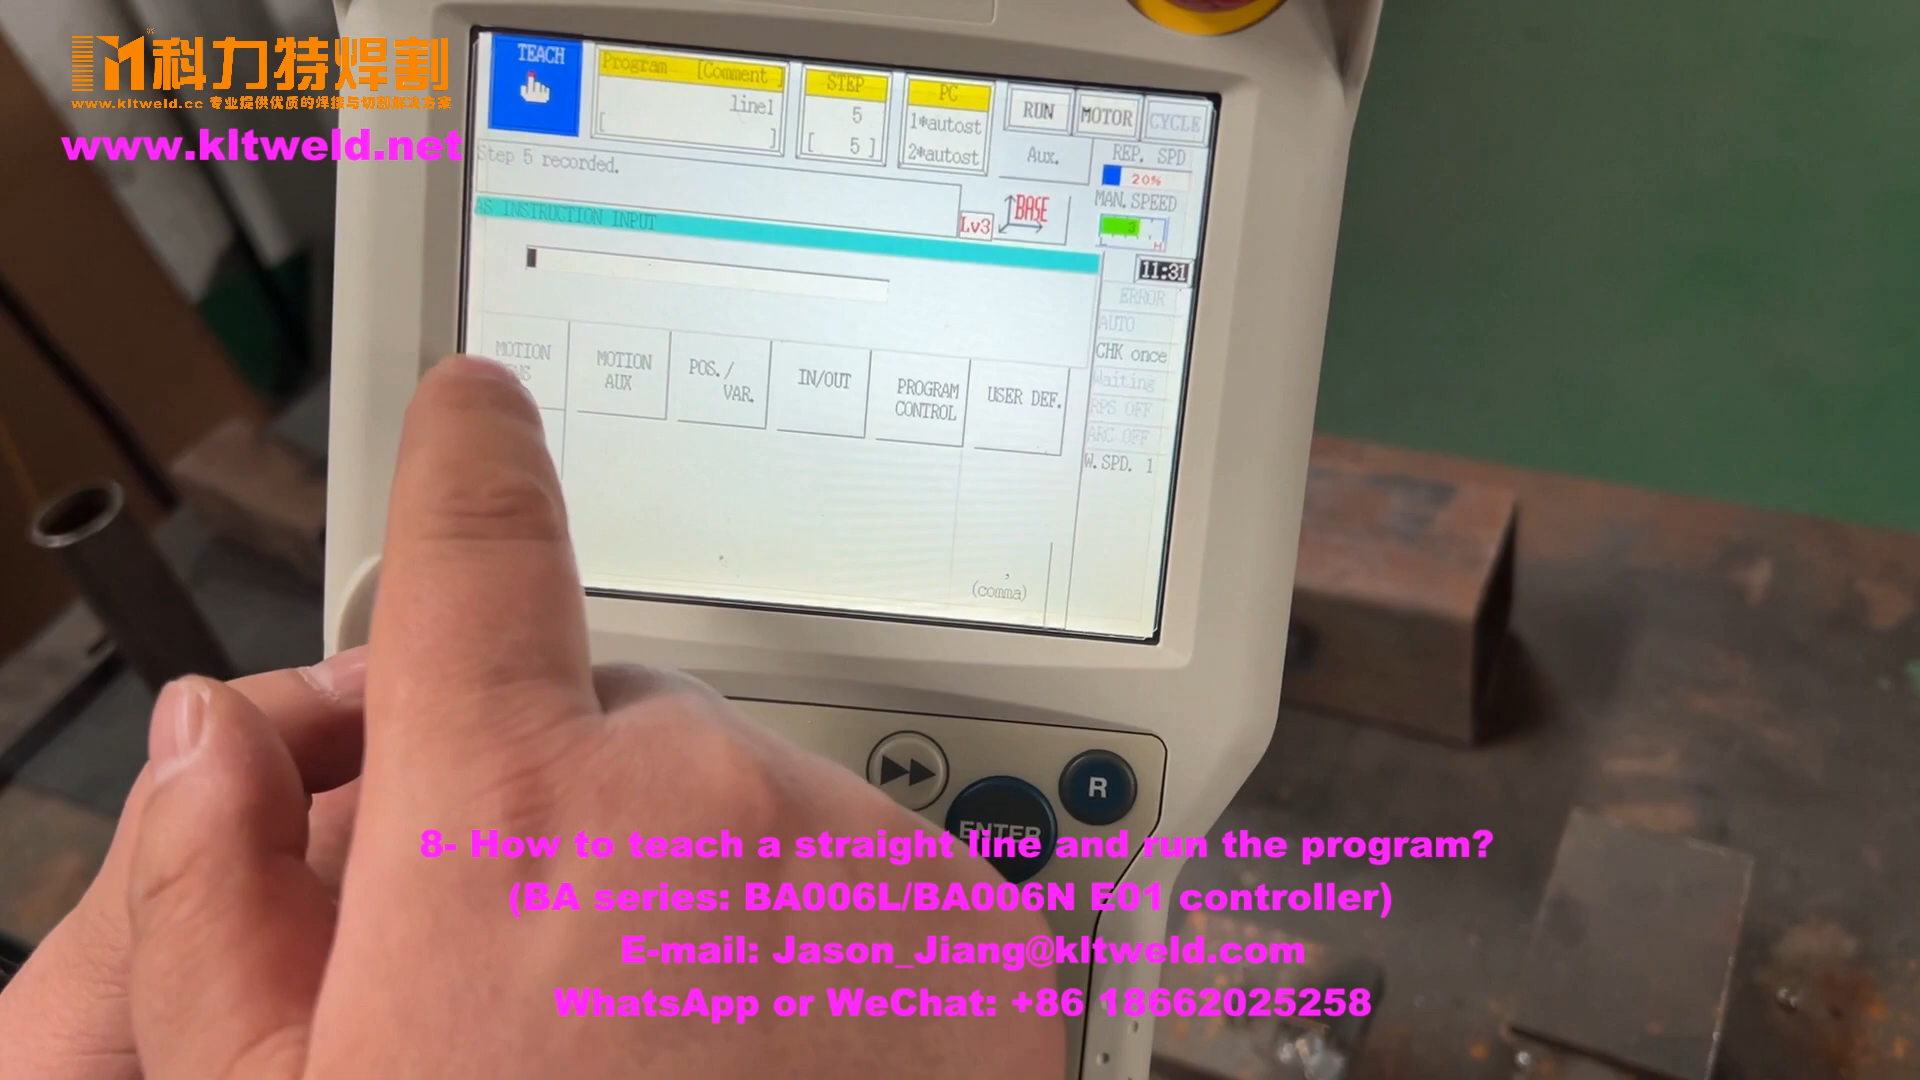 科力特焊割
www.kltweld.cc 专业提供优质的焊接与切割解决方案
www.kltweld.net
TEACH
Program [Comment ]
line1
[ ]
STEP
5
[ 5 ]
PC
1*autost
2*autost
RUN
MOTOR
CYCLE
Aux.
REP. SPD
20%
MAN.SPEED
3
H
Step 5 recorded.
Lv3
BASE
AS INSTRUCTION INPUT
11:31
ERROR
AUTO
CHK once
Waiting
RPS OFF
ARC OFF
W.SPD. 1
MOTION
MOTION
AUX
POS./
VAR.
IN/OUT
PROGRAM
CONTROL
USER DEF.
,
(comma)
R
ENTER
8- How to teach a straight line and run the program?
(BA series: BA006L/BA006N E01 controller)
E-mail: Jason_Jiang@kltweld.com
WhatsApp or WeChat: +86 18662025258